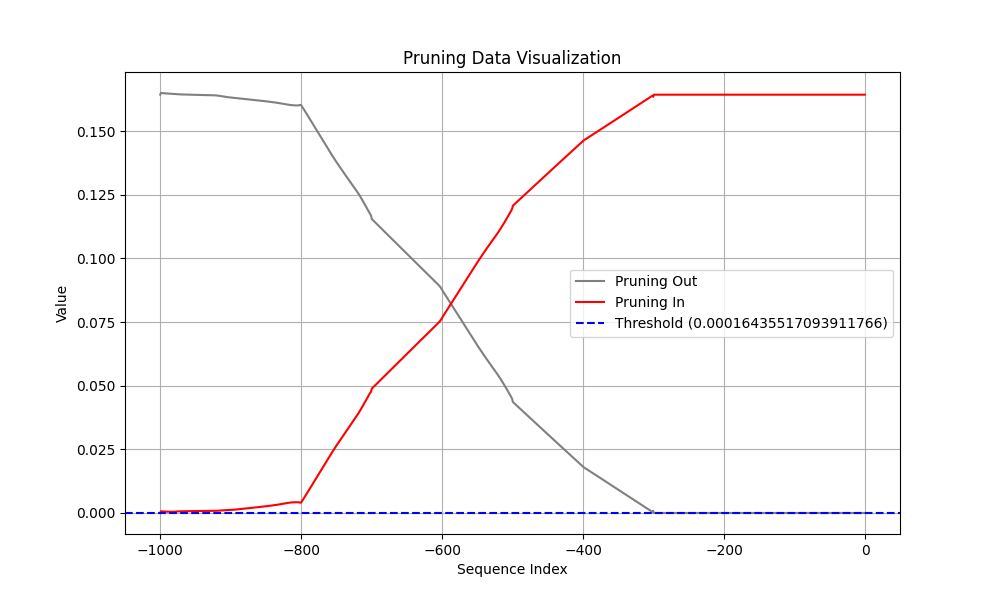 Pruning Data Visualization
0.150
0.125
0.100
0.075
0.050
0.025
0.000
Value
Pruning Out
Pruning In
Threshold (0.00016435517093911766)
−1000 −800 −600 −400 −200 0
Sequence Index